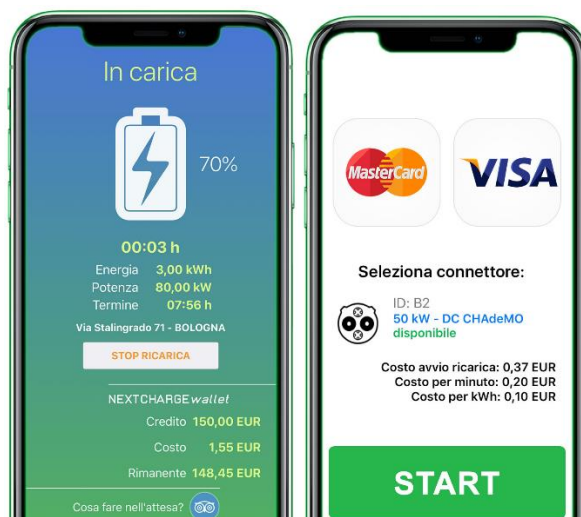 In carica
70%
00:03 h
Energia 3,00 kWh
Potenza 80,00 kW
Termine 07:56 h
Via Stalingrado 71 - BOLOGNA
STOP RICARICA
NEXTCHARGEwallet
Credito 150,00 EUR
Costo 1,55 EUR
Rimanente 148,45 EUR
Cosa fare nell'attesa?
MasterCard
VISA
Seleziona connettore:
ID: B2
50 kW - DC CHAdeMO
disponibile
Costo avvio ricarica: 0,37 EUR
Costo per minuto: 0,20 EUR
Costo per kWh: 0,10 EUR
START